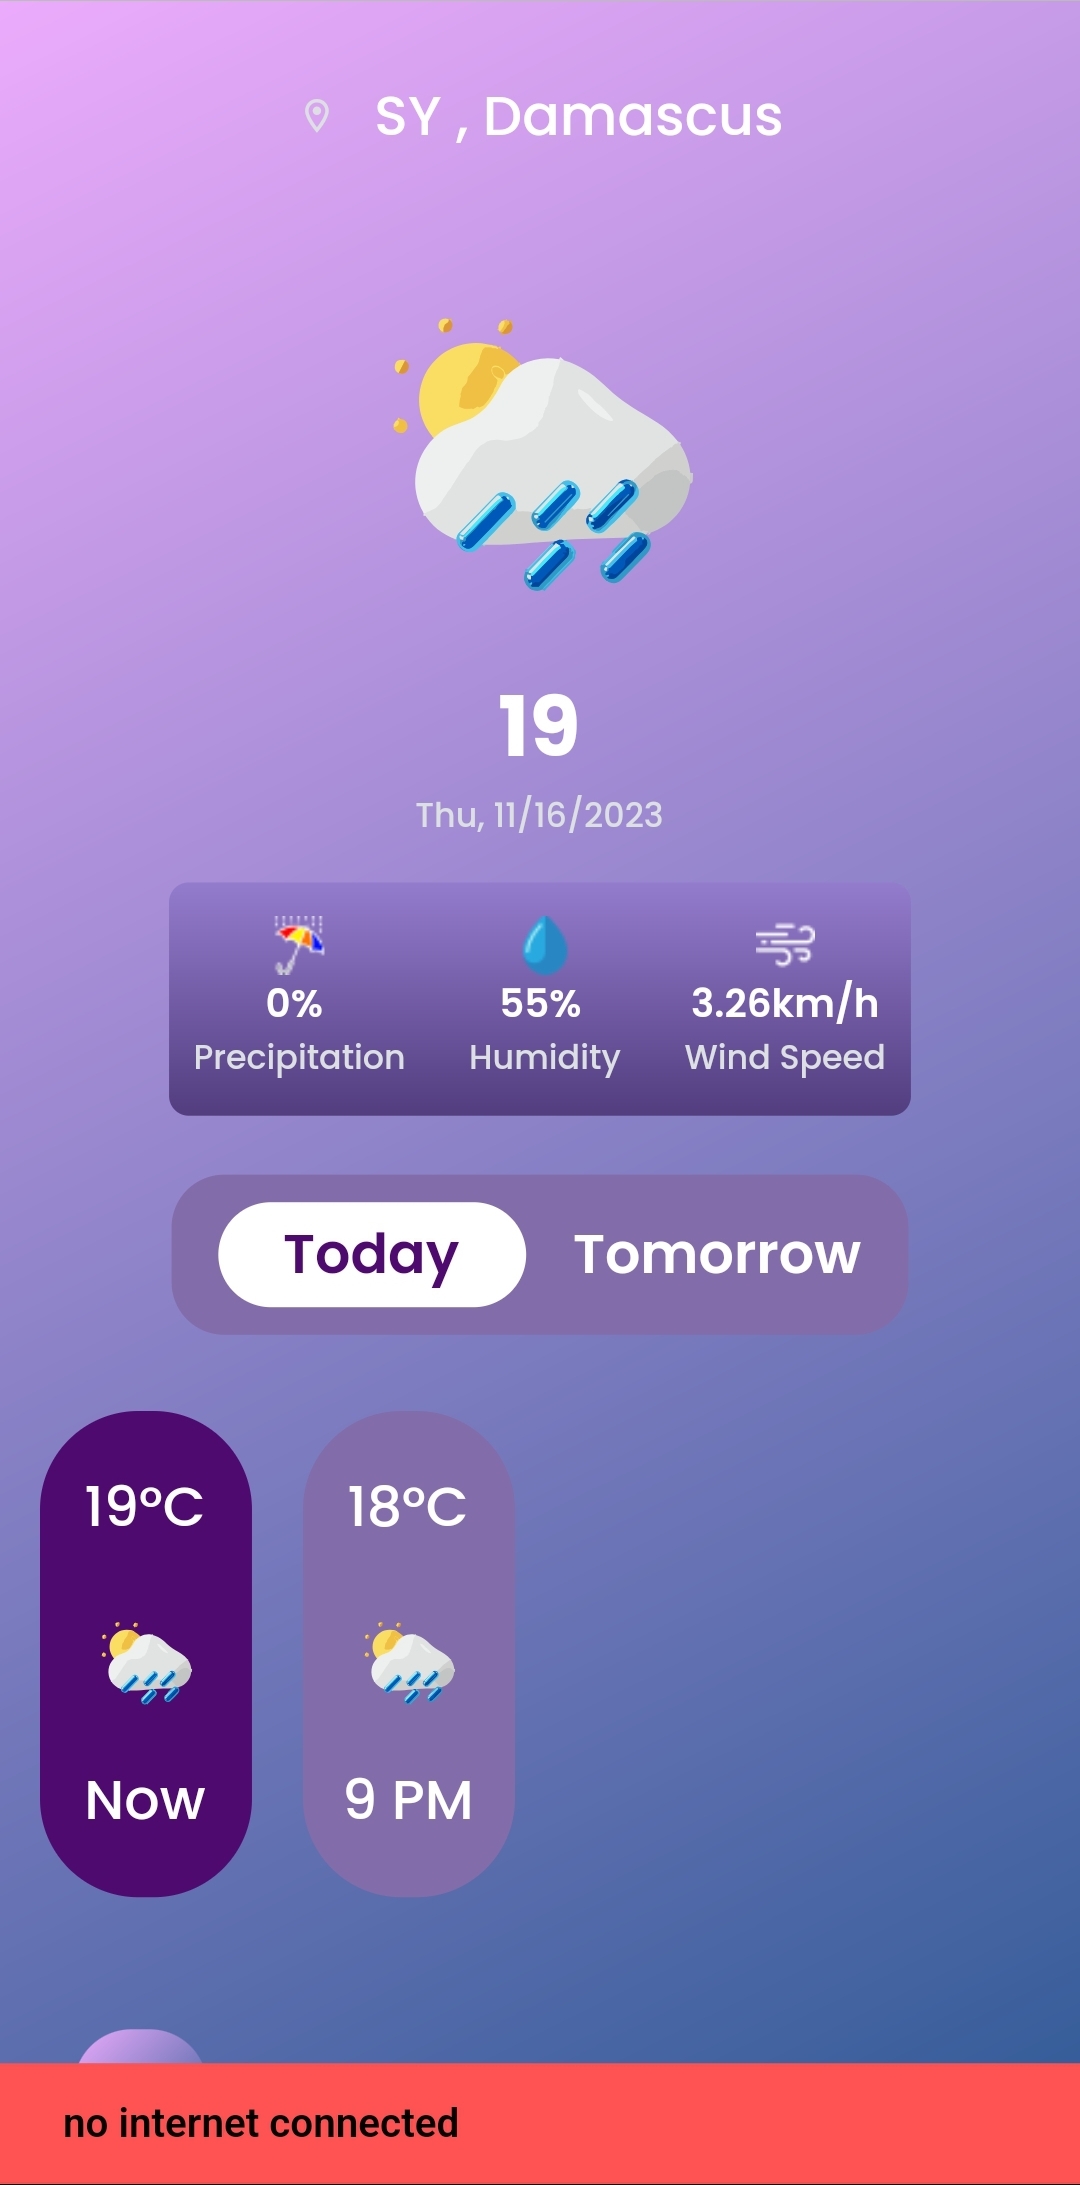 SY , Damascus
19
Thu, 11/16/2023
0% 55% 3.26km/h
Precipitation Humidity Wind Speed
Today Tomorrow
19°C 18°C
Now 9 PM
no internet connected